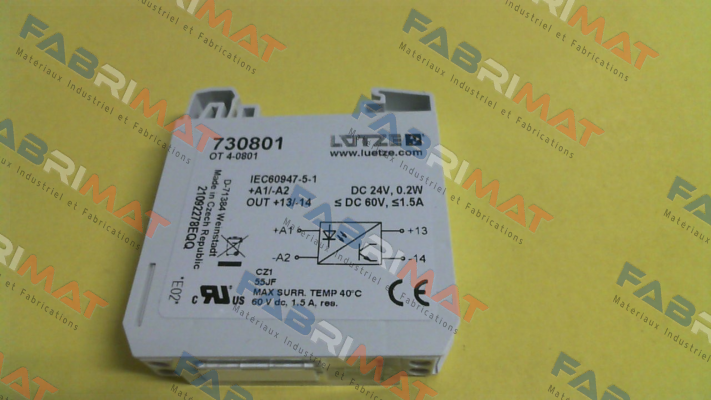 730801
OT 4-0801
LÜTZE
www.luetze.com
IEC60947-5-1
+A1/-A2 DC 24V, 0.2W
OUT +13/-14 ≤ DC 60V, ≤1.5A
D-71384 Weinstadt
Made in Czech Republic
21092278EQQ
*E02*
+A1 +13
-A2 -14
CZ1
55JF
MAX SURR. TEMP 40°C
60 V dc, 1.5 A, res.
c RU US
CE
FABRIMAT
Materiaux Industriel et Fabrications